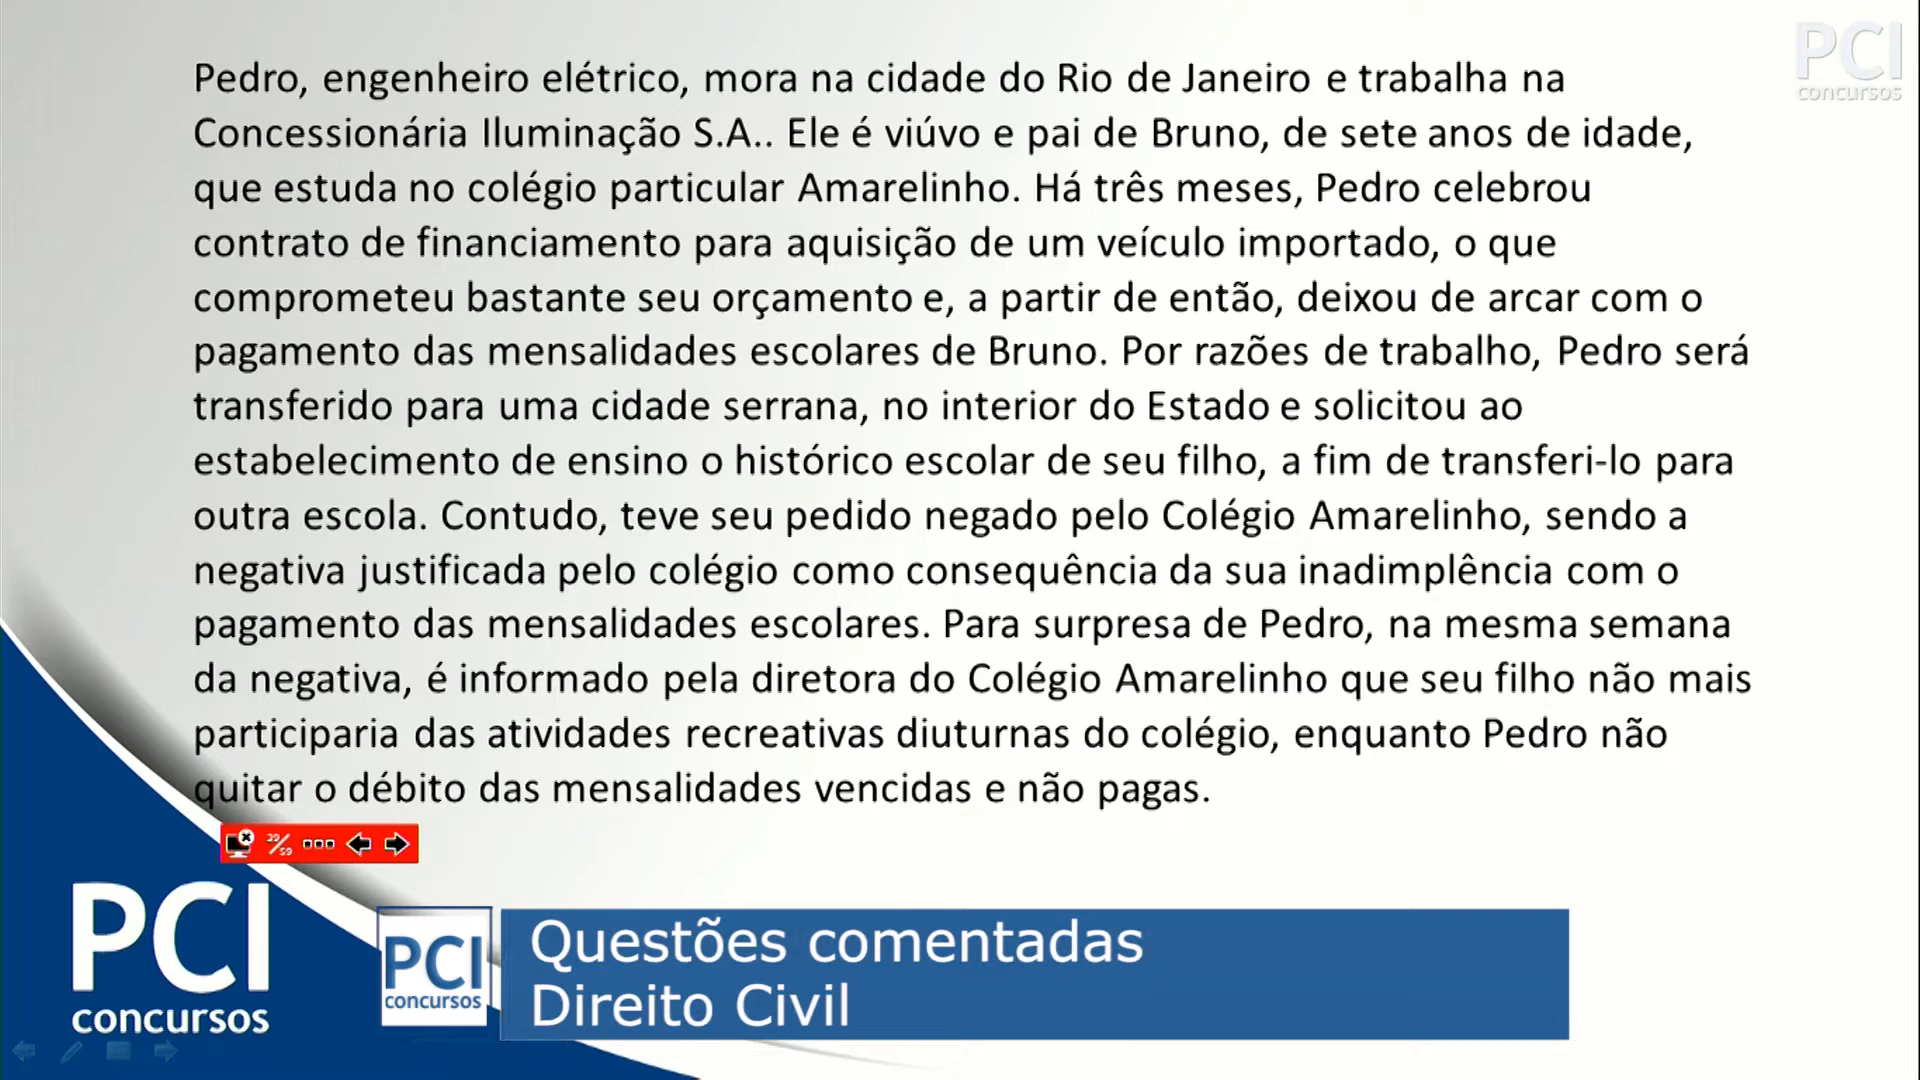 PCI
concursos
Pedro, engenheiro elétrico, mora na cidade do Rio de Janeiro e trabalha na
Concessionária Iluminação S.A.. Ele é viúvo e pai de Bruno, de sete anos de idade,
que estuda no colégio particular Amarelinho. Há três meses, Pedro celebrou
contrato de financiamento para aquisição de um veículo importado, o que
comprometeu bastante seu orçamento e, a partir de então, deixou de arcar com o
pagamento das mensalidades escolares de Bruno. Por razões de trabalho, Pedro será
transferido para uma cidade serrana, no interior do Estado e solicitou ao
estabelecimento de ensino o histórico escolar de seu filho, a fim de transferi-lo para
outra escola. Contudo, teve seu pedido negado pelo Colégio Amarelinho, sendo a
negativa justificada pelo colégio como consequência da sua inadimplência com o
pagamento das mensalidades escolares. Para surpresa de Pedro, na mesma semana
da negativa, é informado pela diretora do Colégio Amarelinho que seu filho não mais
participaria das atividades recreativas diuturnas do colégio, enquanto Pedro não
quitar o débito das mensalidades vencidas e não pagas.
39/59
PCI
concursos
PCI
concursos
Questões comentadas
Direito Civil